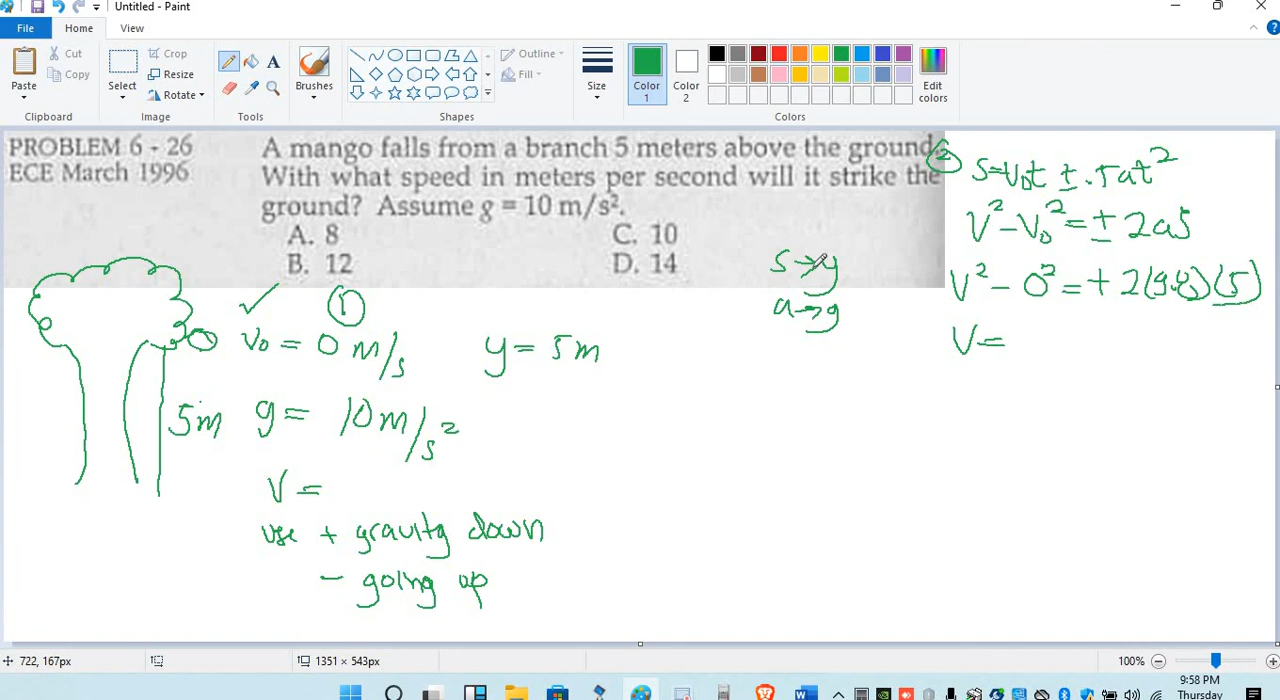 Untitled - Paint
File Home View
Paste Cut Copy
Clipboard
Select Crop Resize Rotate
Image
Tools
Brushes
Outline Fill
Shapes
Size
Color 1 Color 2 Edit colors
Colors
PROBLEM 6 - 26
ECE March 1996
A mango falls from a branch 5 meters above the ground.
With what speed in meters per second will it strike the
ground? Assume g = 10 m/s².
A. 8 C. 10
B. 12 D. 14
② S=V₀t ± .5at²
V² - V₀² = ± 2as
V² - 0² = + 2(9.8)(5)
V =
s → y
a → g
✓ ①
V₀ = 0 m/s y = 5m
5m g = 10 m/s²
V =
use + gravity down
- going up
722, 167px
1351 × 543px
100%
9:58 PM
Thursday